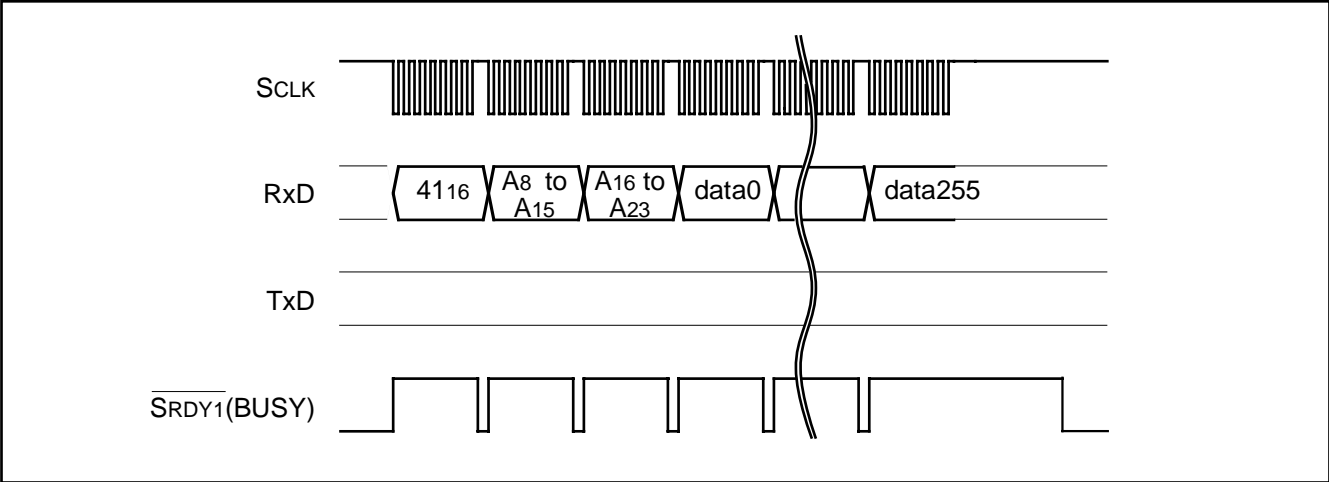 SCLK
RxD
4116
A8 to
A15
A16 to
A23
data0
data255
TxD
SRDY1(BUSY)